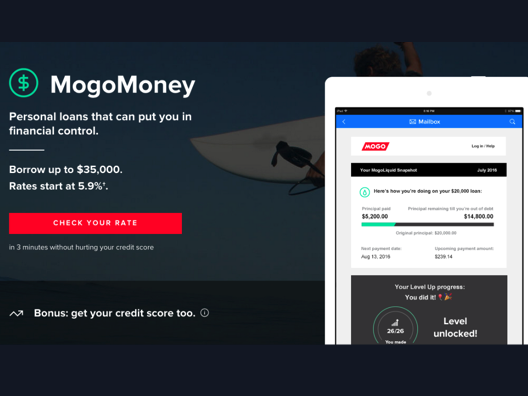 MogoMoney
Personal loans that can put you in
financial control.
Borrow up to $35,000.
Rates start at 5.9%†.
CHECK YOUR RATE
in 3 minutes without hurting your credit score
Bonus: get your credit score too.
Mailbox
MOGO
Log in / Help
Your MogoLiquid Snapshot July 2016
Here's how you're doing on your $20,000 loan:
Principal paid Principal remaining till you're out of debt
$5,200.00 $14,800.00
Original principal: $20,000.00
Next payment date: Upcoming payment amount:
Aug 13, 2016 $239.14
Your Level Up progress:
You did it!
26/26
You made
Level
unlocked!